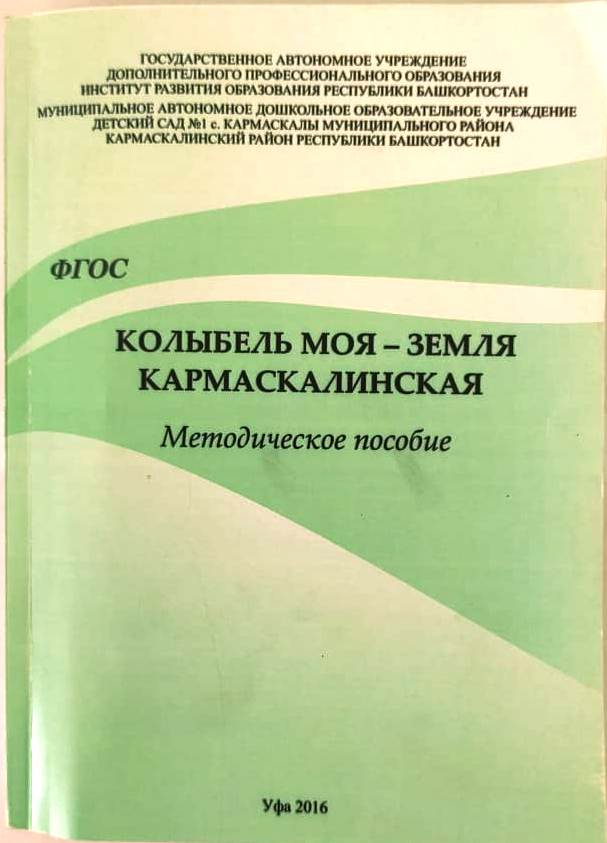 ГОСУДАРСТВЕННОЕ АВТОНОМНОЕ УЧРЕЖДЕНИЕ
ДОПОЛНИТЕЛЬНОГО ПРОФЕССИОНАЛЬНОГО ОБРАЗОВАНИЯ
ИНСТИТУТ РАЗВИТИЯ ОБРАЗОВАНИЯ РЕСПУБЛИКИ БАШКОРТОСТАН
МУНИЦИПАЛЬНОЕ АВТОНОМНОЕ ДОШКОЛЬНОЕ ОБРАЗОВАТЕЛЬНОЕ УЧРЕЖДЕНИЕ
ДЕТСКИЙ САД №1 с. КАРМАСКАЛЫ МУНИЦИПАЛЬНОГО РАЙОНА
КАРМАСКАЛИНСКИЙ РАЙОН РЕСПУБЛИКИ БАШКОРТОСТАН
ФГОС
КОЛЫБЕЛЬ МОЯ – ЗЕМЛЯ
КАРМАСКАЛИНСКАЯ
Методическое пособие
Уфа 2016